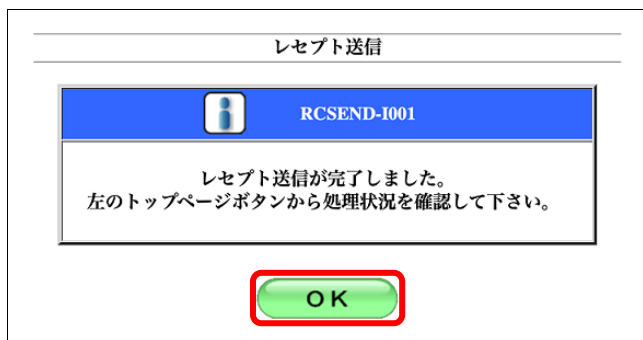 レセプト送信
RCSEND-I001
レセプト送信が完了しました。
左のトップページボタンから処理状況を確認して下さい。
OK